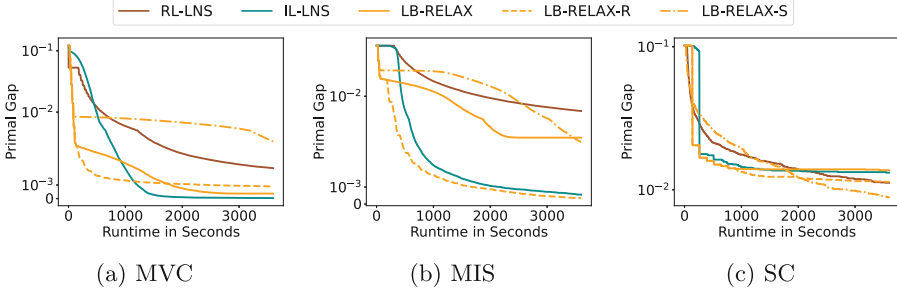 RL-LNS IL-LNS LB-RELAX LB-RELAX-R LB-RELAX-S
Primal Gap
10⁻¹
10⁻²
10⁻³
0
0 1000 2000 3000
Runtime in Seconds
(a) MVC
Primal Gap
10⁻²
10⁻³
0
0 1000 2000 3000
Runtime in Seconds
(b) MIS
Primal Gap
10⁻¹
10⁻²
0 1000 2000 3000
Runtime in Seconds
(c) SC